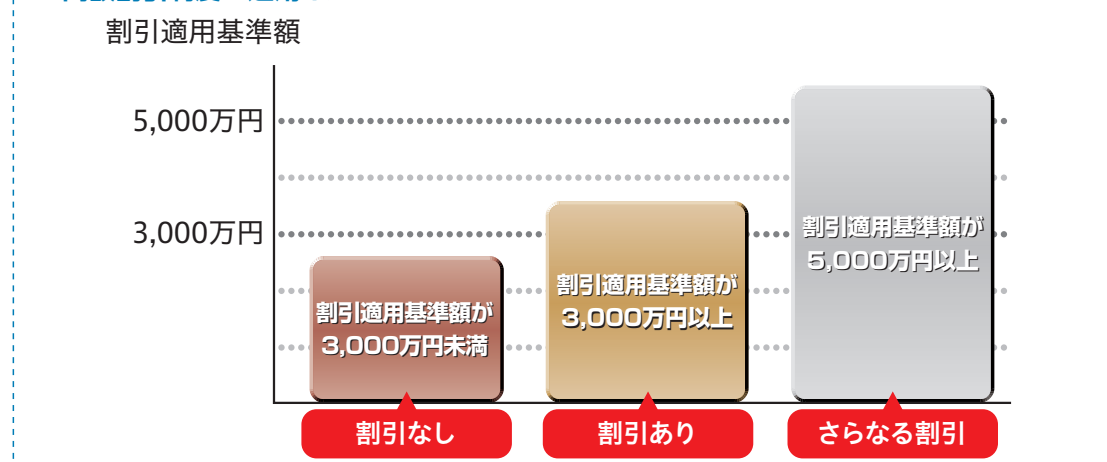 割引適用基準額
5,000万円
3,000万円
割引適用基準額が
3,000万円未満
割引適用基準額が
3,000万円以上
割引適用基準額が
5,000万円以上
割引なし
割引あり
さらなる割引